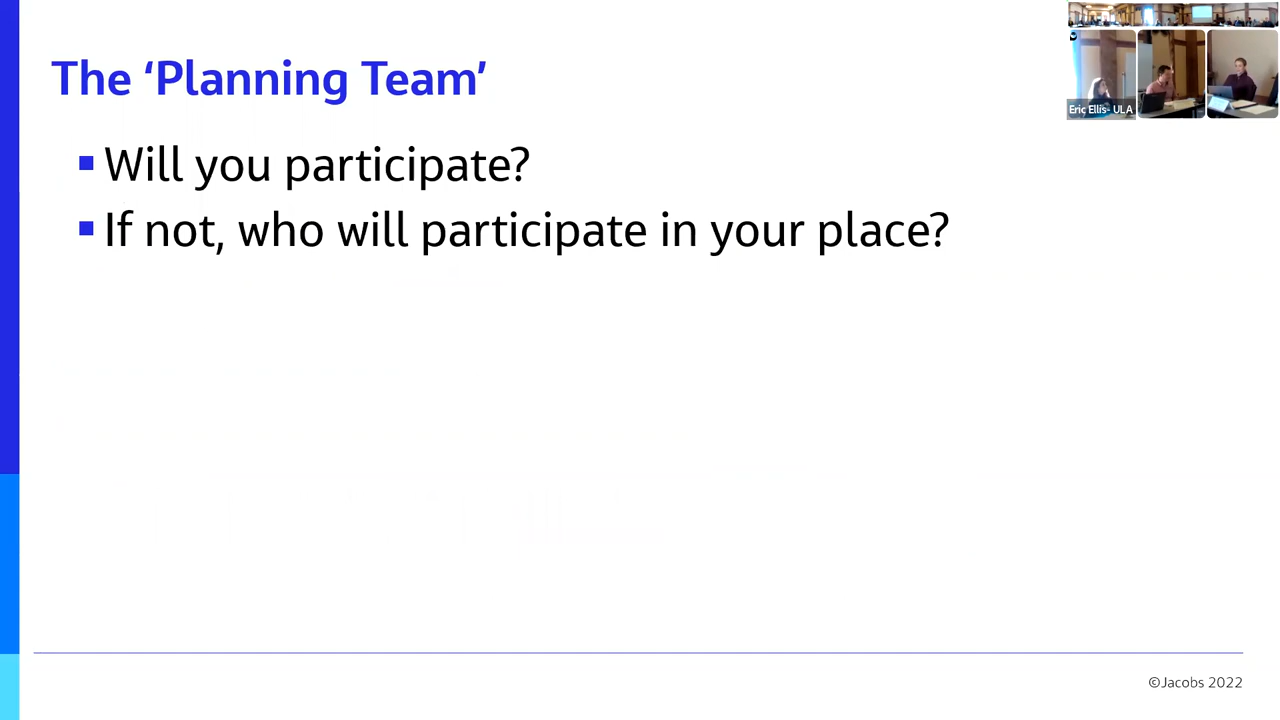 The ‘Planning Team’
Will you participate?
If not, who will participate in your place?
Eric Ellis- ULA
©Jacobs 2022